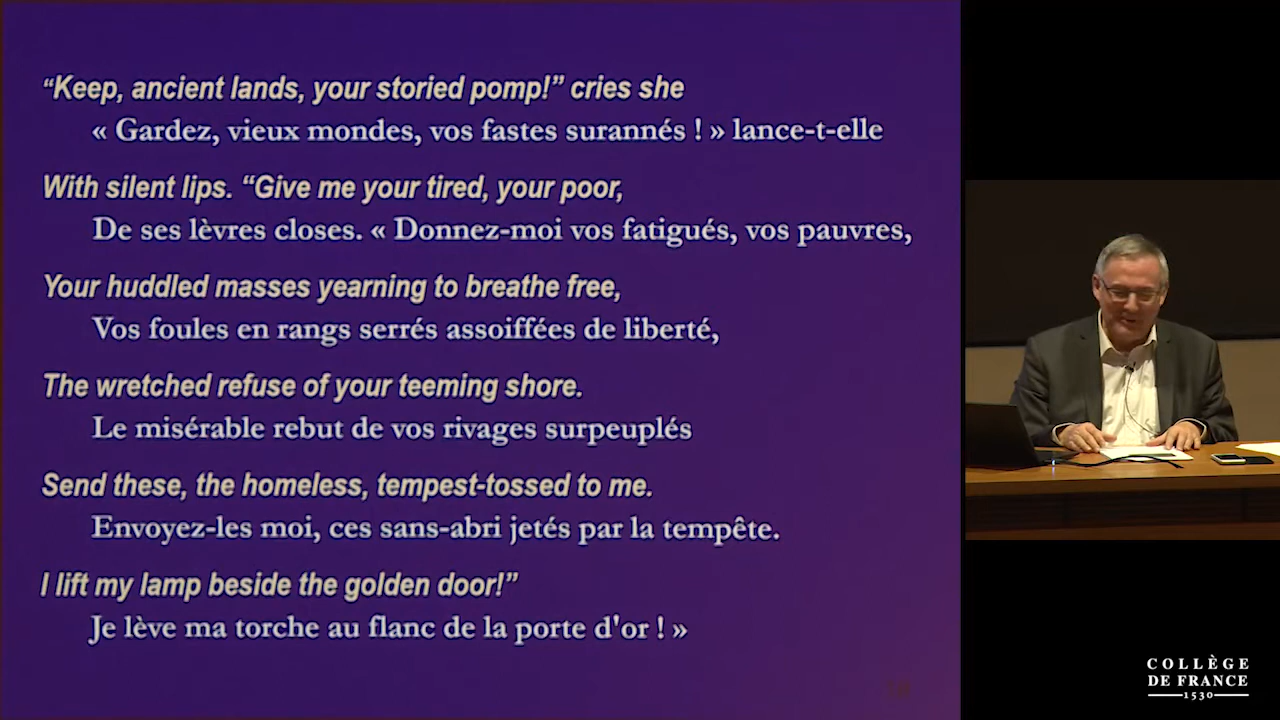 “Keep, ancient lands, your storied pomp!” cries she
« Gardez, vieux mondes, vos fastes surannés ! » lance-t-elle
With silent lips. “Give me your tired, your poor,
De ses lèvres closes. « Donnez-moi vos fatigués, vos pauvres,
Your huddled masses yearning to breathe free,
Vos foules en rangs serrés assoiffées de liberté,
The wretched refuse of your teeming shore.
Le misérable rebut de vos rivages surpeuplés
Send these, the homeless, tempest-tossed to me.
Envoyez-les moi, ces sans-abri jetés par la tempête.
I lift my lamp beside the golden door!”
Je lève ma torche au flanc de la porte d'or ! »
COLLÈGE
DE FRANCE
1530